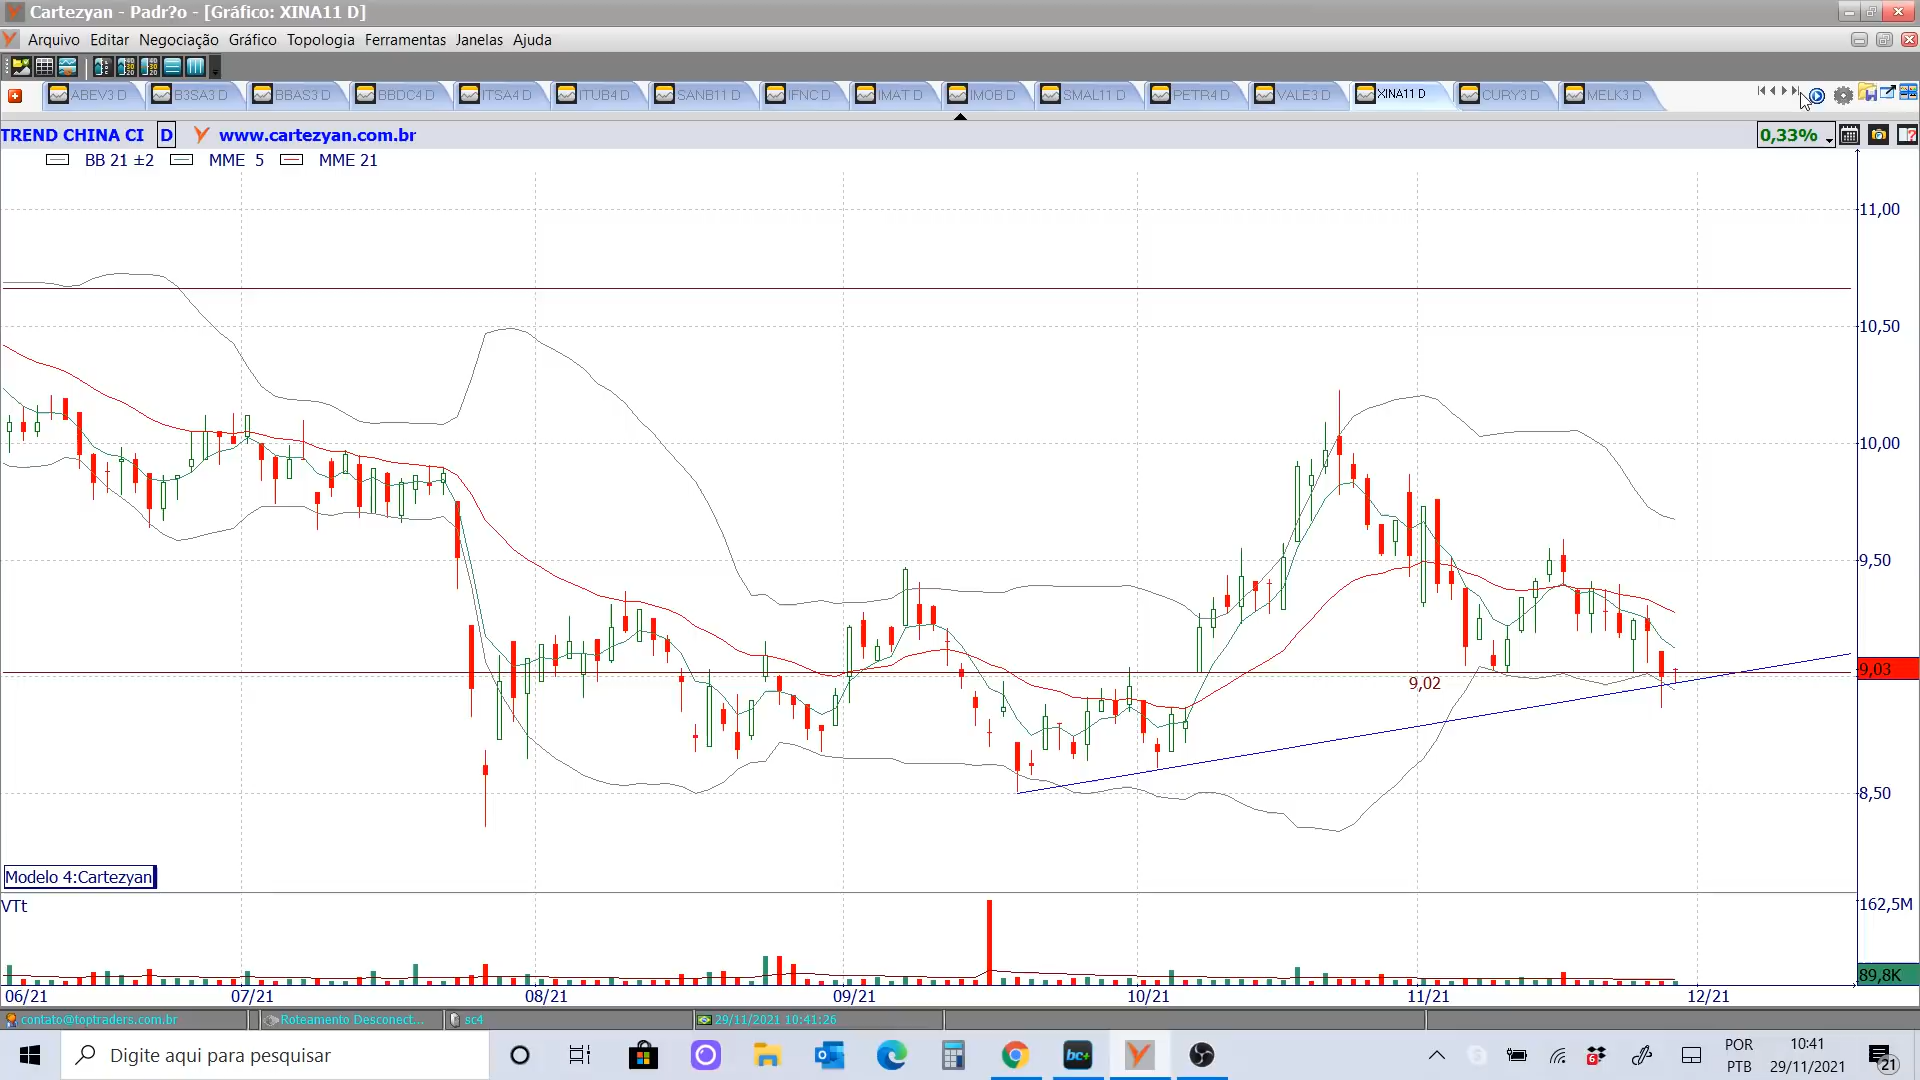 Cartezyan - Padr?o - [Gráfico: XINA11 D]
Arquivo Editar Negociação Gráfico Topologia Ferramentas Janelas Ajuda
ABEV3 D B3SA3 D BBAS3 D BBDC4 D ITSA4 D ITUB4 D SANB11 D IFNC D IMAT D IMOB D SMAL11 D PETR4 D VALE3 D XINA11 D CURY3 D MELK3 D
TREND CHINA CI D www.cartezyan.com.br 0,33%
BB 21 ±2 MME 5 MME 21
11,00
10,50
10,00
9,50
9,03
9,02
8,50
Modelo 4:Cartezyan
VTt
162,5M
89,8K
06/21 07/21 08/21 09/21 10/21 11/21 12/21
contato@toptraders.com.br Roteamento Desconect... sc4 29/11/2021 10:41:26
Digite aqui para pesquisar
bc+
6
POR
PTB
10:41
29/11/2021
21